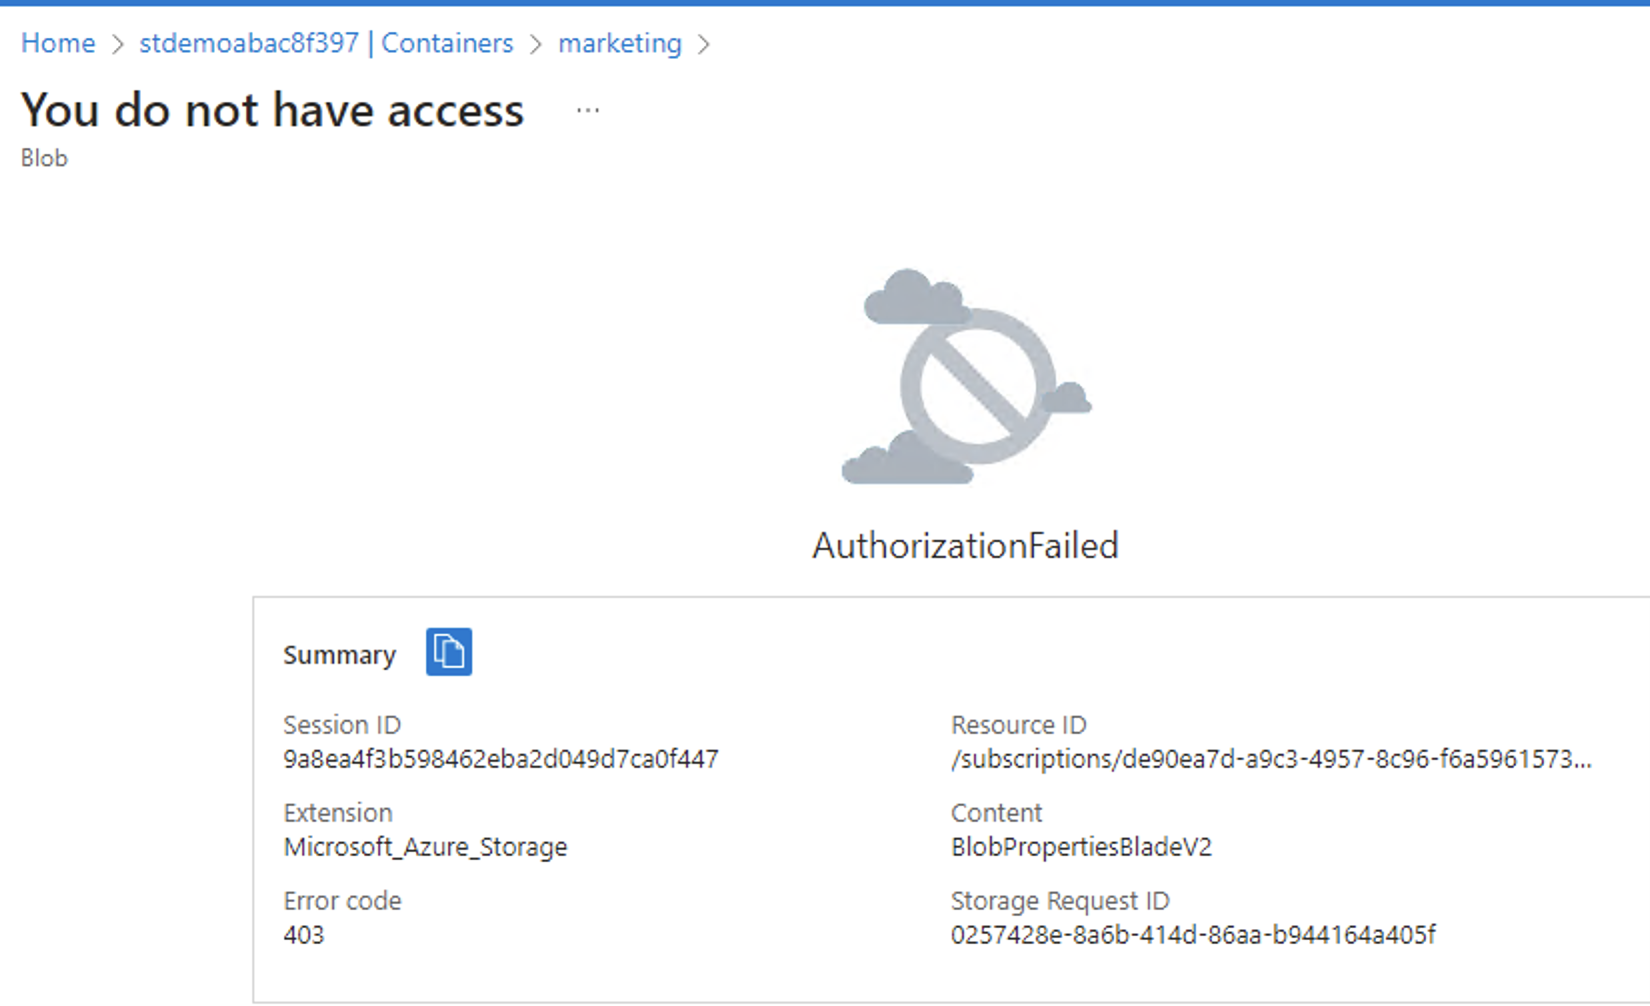 Home > stdemoabac8f397 | Containers > marketing >
You do not have access ...
Blob
AuthorizationFailed
Summary
Session ID
9a8ea4f3b598462eba2d049d7ca0f447
Resource ID
/subscriptions/de90ea7d-a9c3-4957-8c96-f6a5961573...
Extension
Microsoft_Azure_Storage
Content
BlobPropertiesBladeV2
Error code
403
Storage Request ID
0257428e-8a6b-414d-86aa-b944164a405f